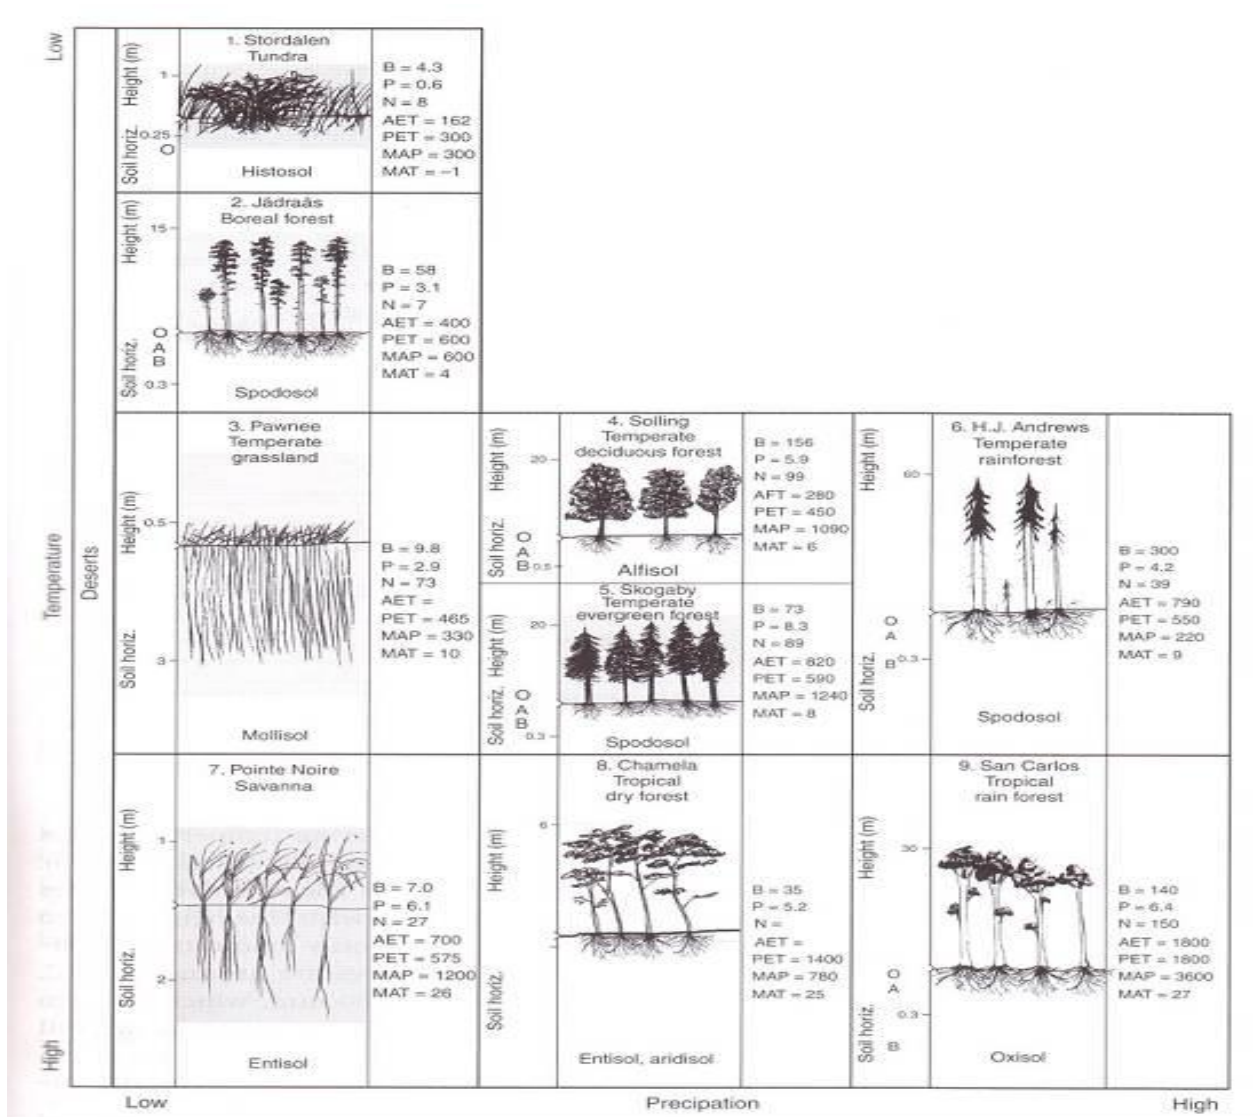 Low
Temperature
High
Deserts
Height (m)
Soil horiz.
1
0.25
O
1. Stordalen
Tundra
Histosol
B = 4.3
P = 0.6
N = 8
AET = 162
PET = 300
MAP = 300
MAT = -1
Height (m)
Soil horiz.
15
O
A
B
0.3
2. Jädraås
Boreal forest
Spodosol
B = 58
P = 3.1
N = 7
AET = 400
PET = 600
MAP = 600
MAT = 4
Height (m)
Soil horiz.
0.5
3
3. Pawnee
Temperate
grassland
Mollisol
B = 9.8
P = 2.9
N = 73
AET =
PET = 465
MAP = 330
MAT = 10
Height (m)
Soil horiz.
20
O
A
B 0.5
4. Solling
Temperate
deciduous forest
Alfisol
B = 156
P = 5.9
N = 99
AFT = 280
PET = 450
MAP = 1090
MAT = 6
Height (m)
Soil horiz.
20
O
A
B
0.3
5. Skogaby
Temperate
evergreen forest
Spodosol
B = 73
P = 8.3
N = 89
AET = 820
PET = 590
MAP = 1240
MAT = 8
Height (m)
Soil horiz.
60
O
A
B 0.3
6. H.J. Andrews
Temperate
rainforest
Spodosol
B = 300
P = 4.2
N = 39
AET = 790
PET = 550
MAP = 220
MAT = 9
Height (m)
Soil horiz.
1
2
7. Pointe Noire
Savanna
Entisol
B = 7.0
P = 6.1
N = 27
AET = 700
PET = 575
MAP = 1200
MAT = 26
Height (m)
Soil horiz.
6
8. Chamela
Tropical
dry forest
Entisol, aridisol
B = 35
P = 5.2
N =
AET =
PET = 1400
MAP = 780
MAT = 25
Height (m)
Soil horiz.
30
O
A
0.3
B
9. San Carlos
Tropical
rain forest
Oxisol
B = 140
P = 6.4
N = 150
AET = 1800
PET = 1800
MAP = 3600
MAT = 27
Low
Precipation
High